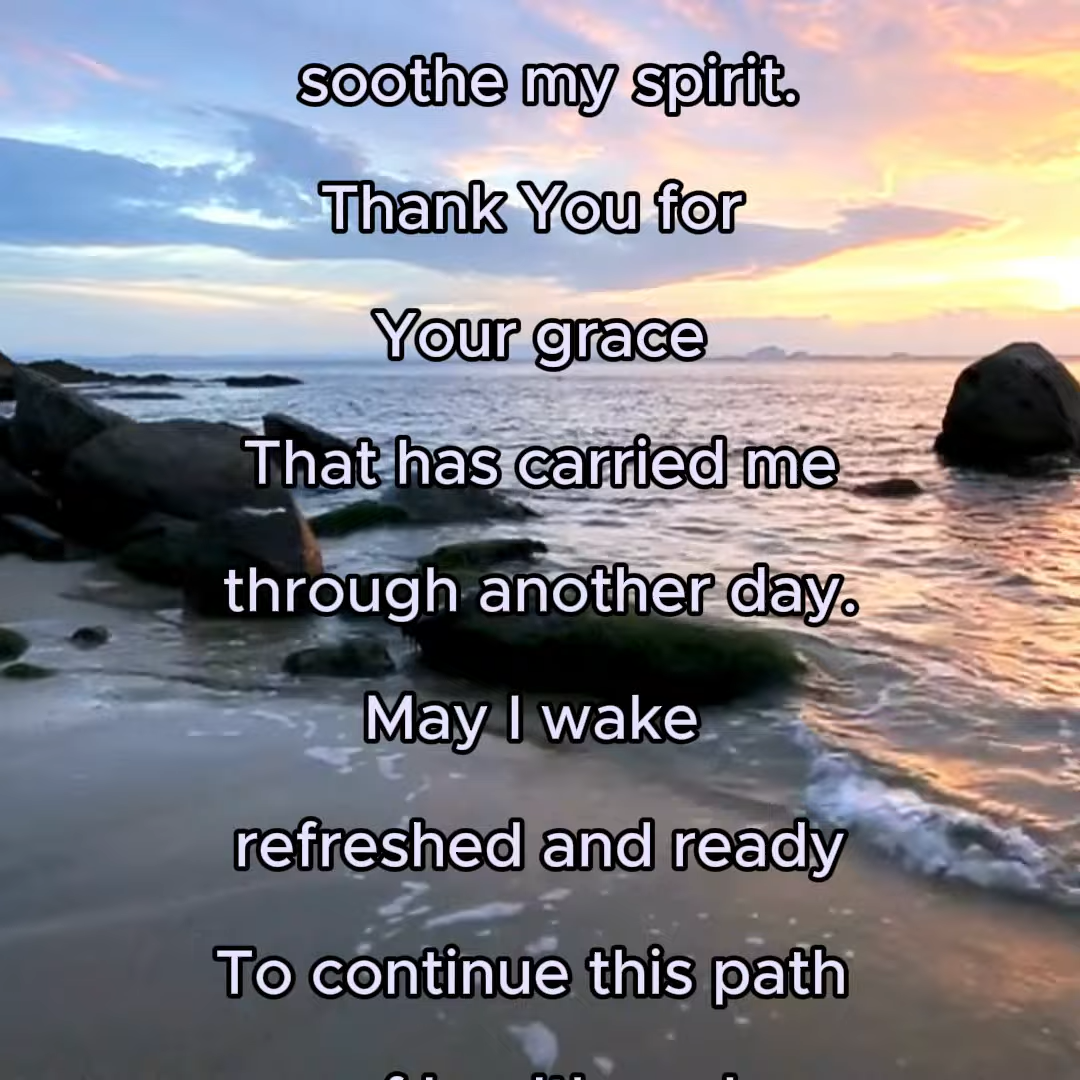 soothe my spirit.
Thank You for
Your grace
That has carried me
through another day.
May I wake
refreshed and ready
To continue this path